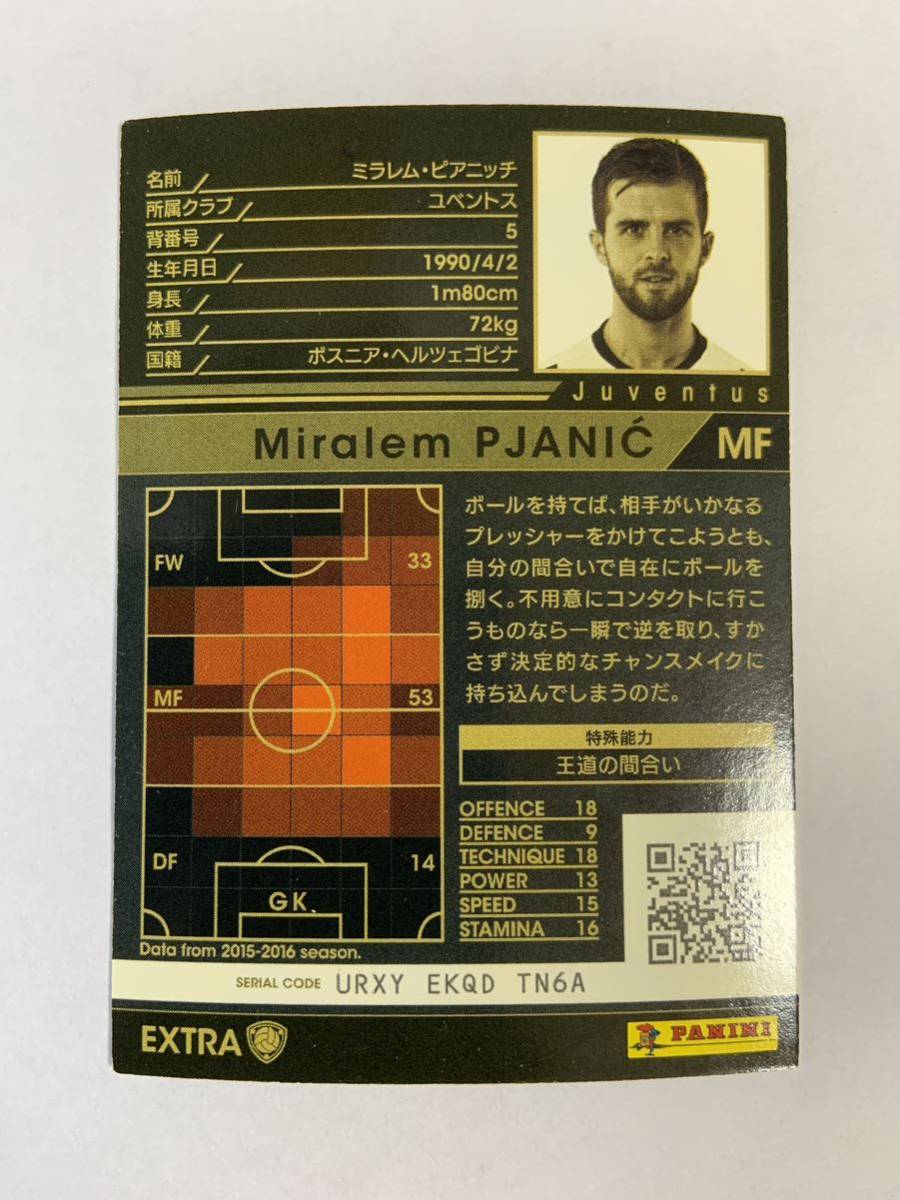 名前 ミラレム・ピアニッチ
所属クラブ ユベントス
背番号 5
生年月日 1990/4/2
身長 1m80cm
体重 72kg
国籍 ボスニア・ヘルツェゴビナ
Juventus
Miralem PJANIĆ MF
FW 33
MF 53
DF 14
GK
Data from 2015-2016 season.
ボールを持てば、相手がいかなる
プレッシャーをかけてこようとも、
自分の間合いで自在にボールを
捌く。不用意にコンタクトに行こ
うものなら一瞬で逆を取り、すか
さず決定的なチャンスメイクに
持ち込んでしまうのだ。
特殊能力
王道の間合い
OFFENCE 18
DEFENCE 9
TECHNIQUE 18
POWER 13
SPEED 15
STAMINA 16
SERIAL CODE URXY EKQD TN6A
EXTRA
PANINI